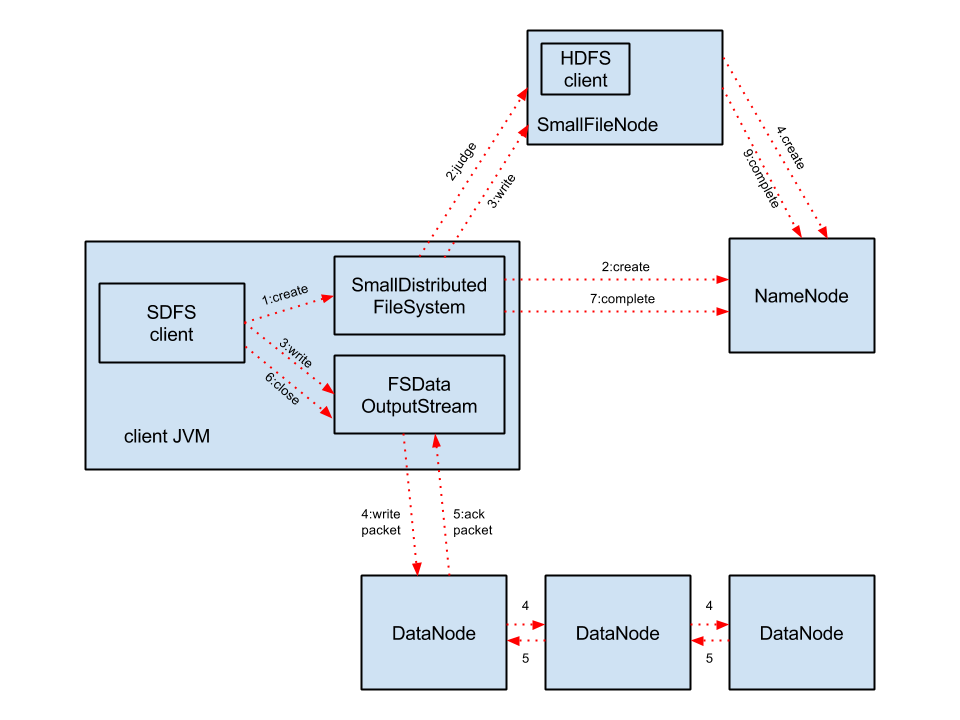 HDFS
client
SmallFileNode
2:judge
3:write
4.create
9:complete
SmallDistributed
FileSystem
2:create
7:complete
NameNode
SDFS
client
1:create
3:write
6:close
FSData
OutputStream
client JVM
4:write
packet
5:ack
packet
DataNode
4
5
DataNode
4
5
DataNode